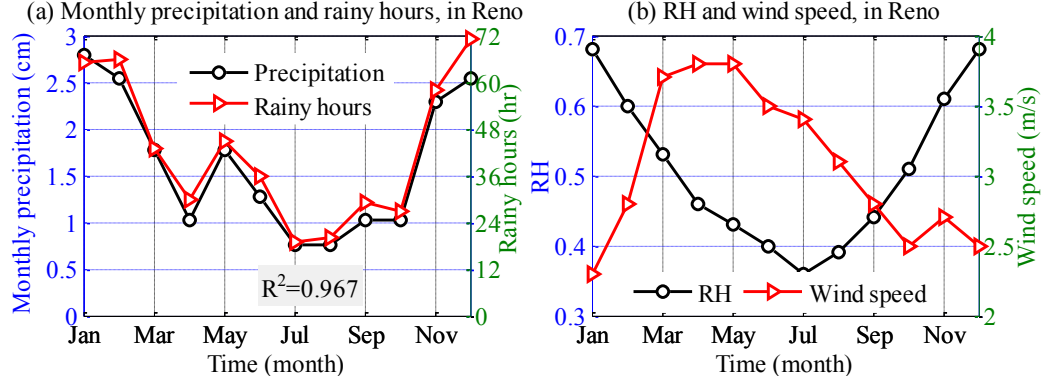 (a) Monthly precipitation and rainy hours, in Reno
Monthly precipitation (cm)
3
2.5
2
1.5
1
0.5
0
Precipitation
Rainy hours
R²=0.967
72
60
48
36
24
12
0
Rainy hours (hr)
Jan Mar May Jul Sep Nov
Time (month)
(b) RH and wind speed, in Reno
RH
0.7
0.6
0.5
0.4
0.3
RH Wind speed
4
3.5
3
2.5
2
Wind speed (m/s)
Jan Mar May Jul Sep Nov
Time (month)